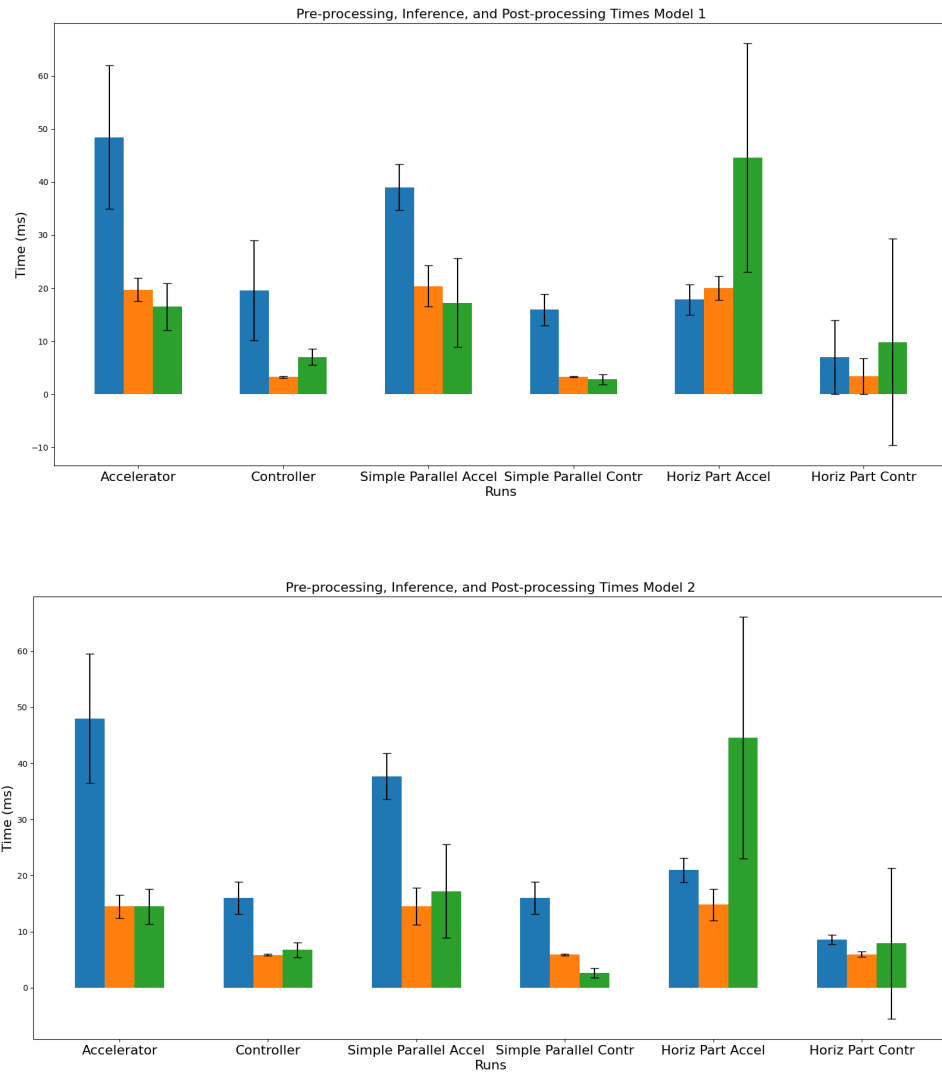 Pre-processing, Inference, and Post-processing Times Model 1
Time (ms)
60
50
40
30
20
10
0
−10
Accelerator Controller Simple Parallel Accel Simple Parallel Contr Horiz Part Accel Horiz Part Contr
Runs
Pre-processing, Inference, and Post-processing Times Model 2
Time (ms)
60
50
40
30
20
10
0
Accelerator Controller Simple Parallel Accel Simple Parallel Contr Horiz Part Accel Horiz Part Contr
Runs